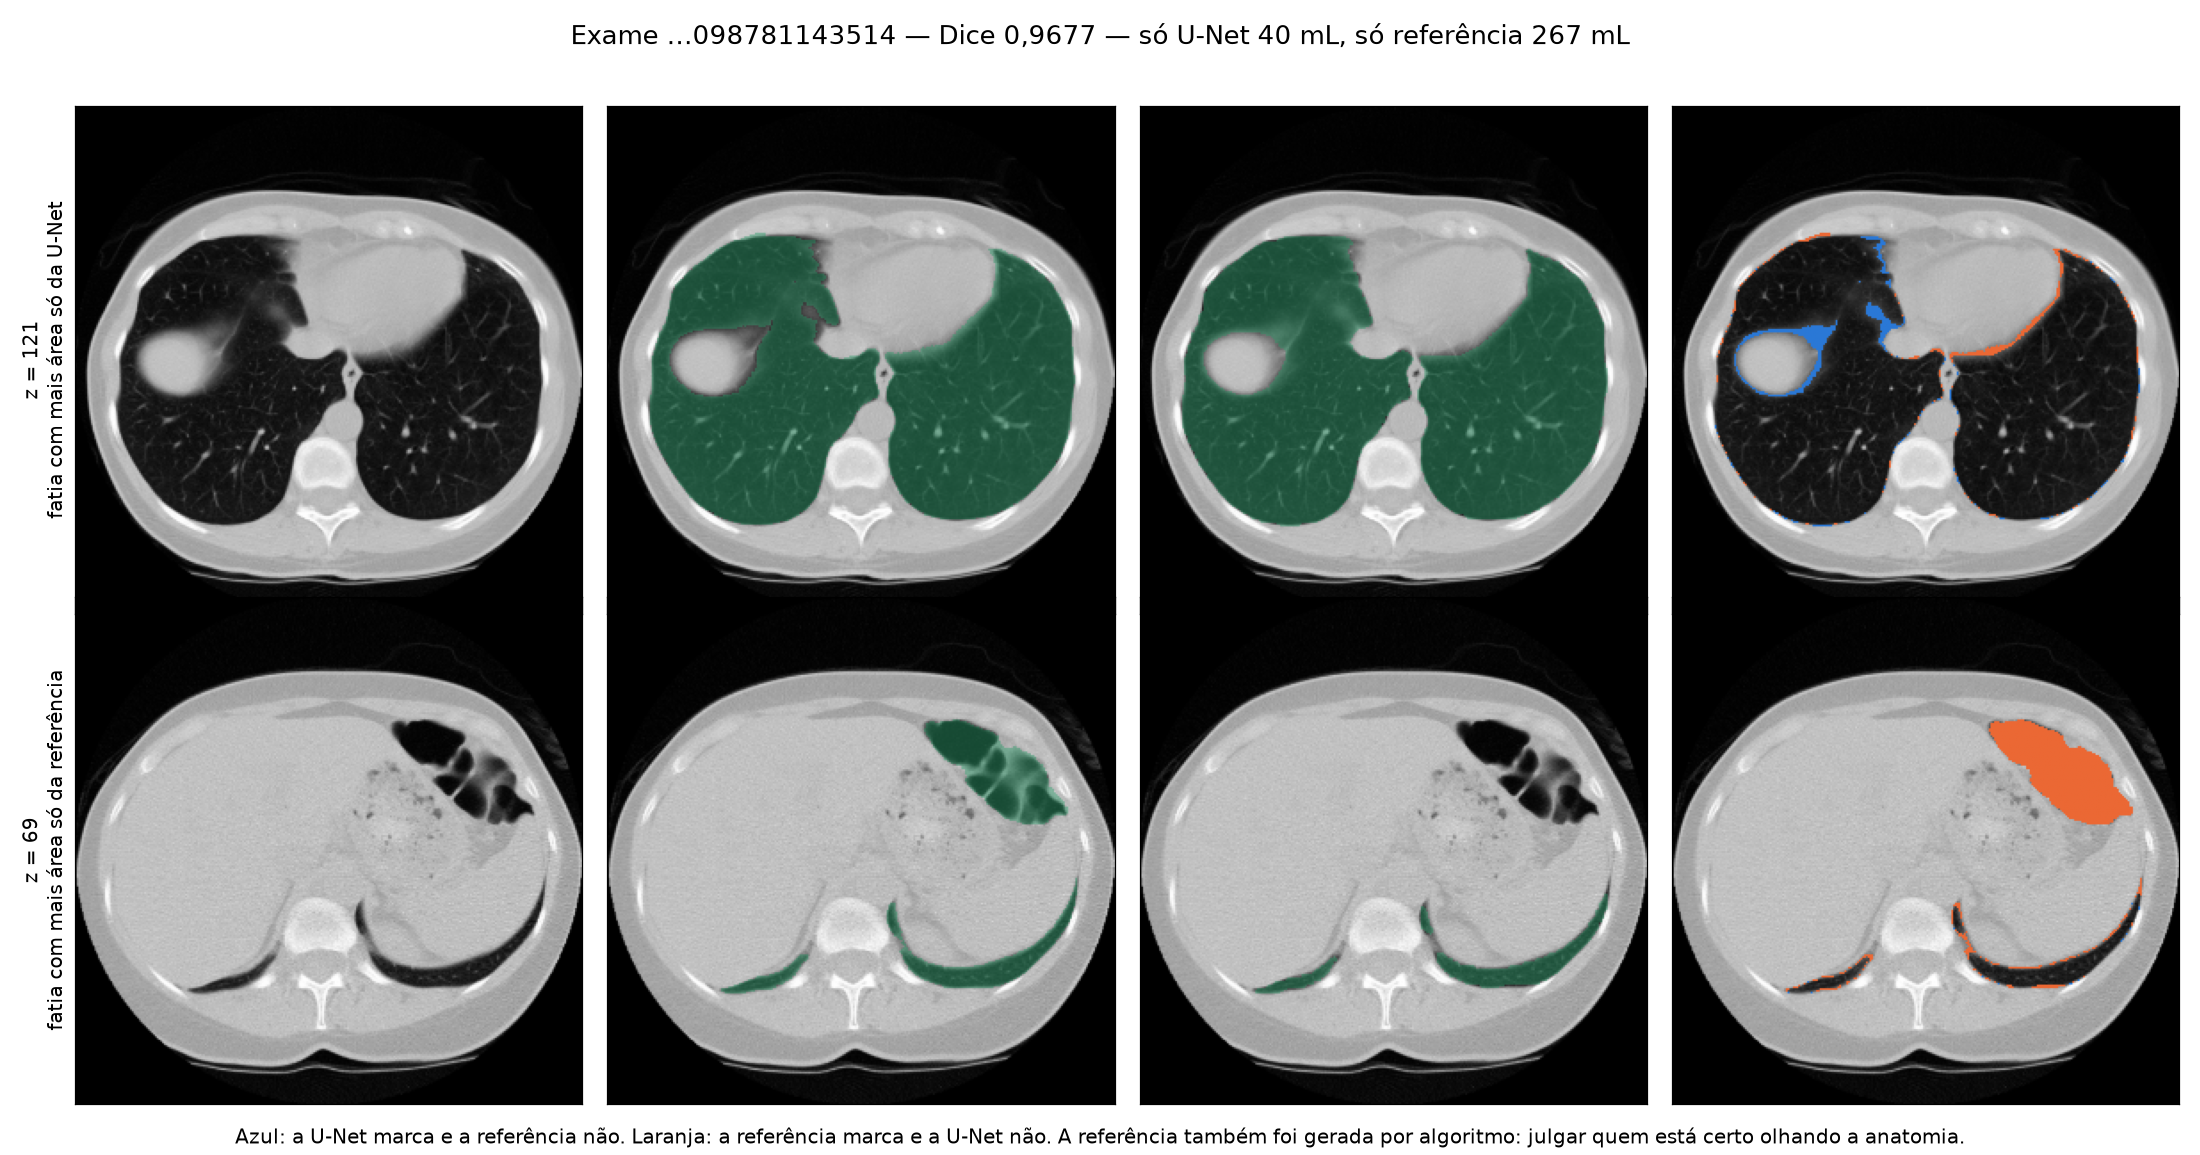 Exame ...098781143514 — Dice 0,9677 — só U-Net 40 mL, só referência 267 mL
z = 121
fatia com mais área só da U-Net
z = 69
fatia com mais área só da referência
Azul: a U-Net marca e a referência não. Laranja: a referência marca e a U-Net não. A referência também foi gerada por algoritmo: julgar quem está certo olhando a anatomia.